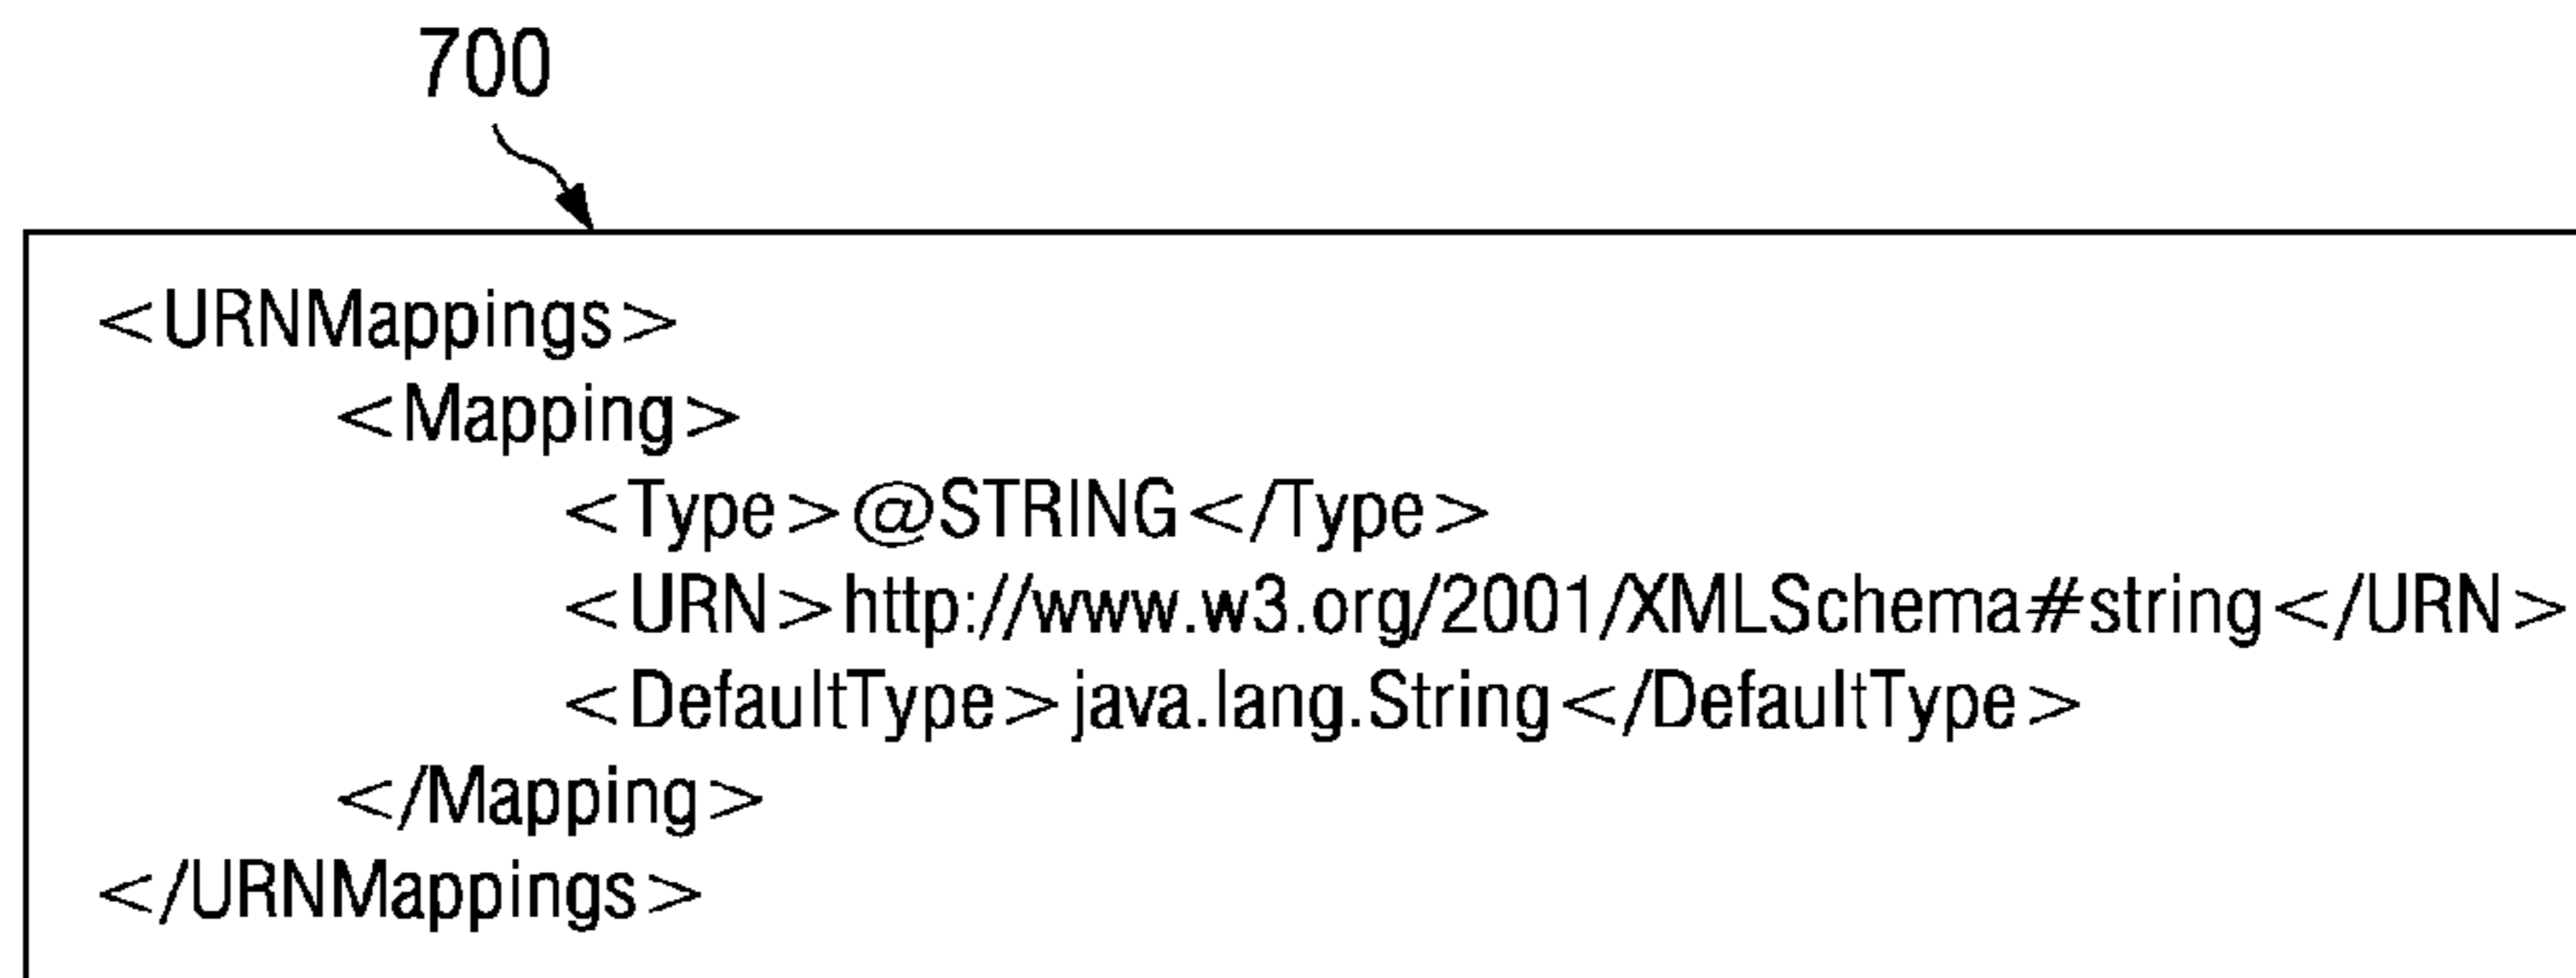 700
<URNMappings>
<Mapping>
<Type>@STRING</Type>
<URN>http://www.w3.org/2001/XMLSchema#string</URN>
<DefaultType>java.lang.String</DefaultType>
</Mapping>
</URNMappings>